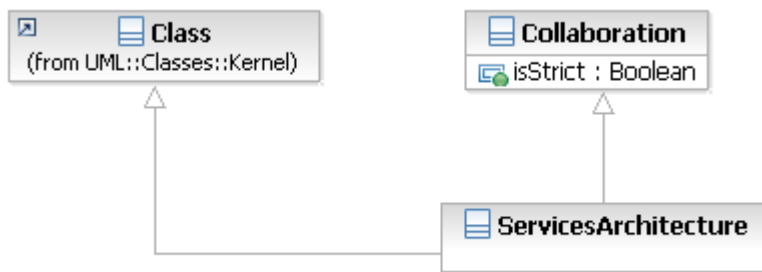 Class
(from UML::Classes::Kernel)
Collaboration
isStrict : Boolean
ServicesArchitecture